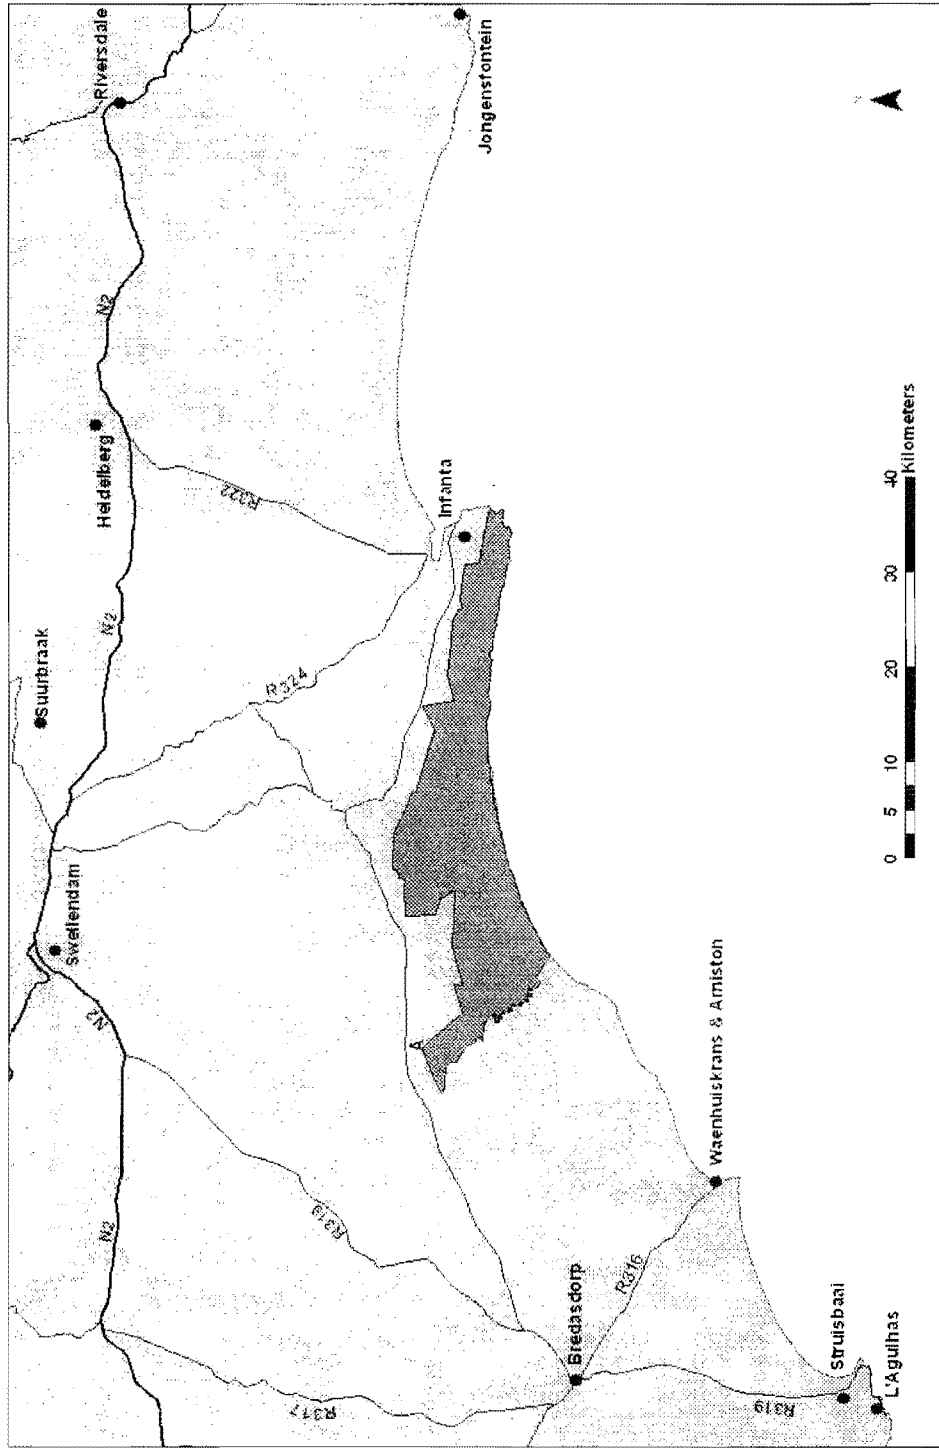 Suurbraak
Swellendam
Riversdale
Heidelberg
N2
N2
N2
N2
R322
R324
R319
R317
Infanta
Jongensfontein
Bredasdorp
R316
Waenhuiskrans & Arniston
R319
Struisbaai
L'Agulhas
0 5 10 20 30 40
Kilometers